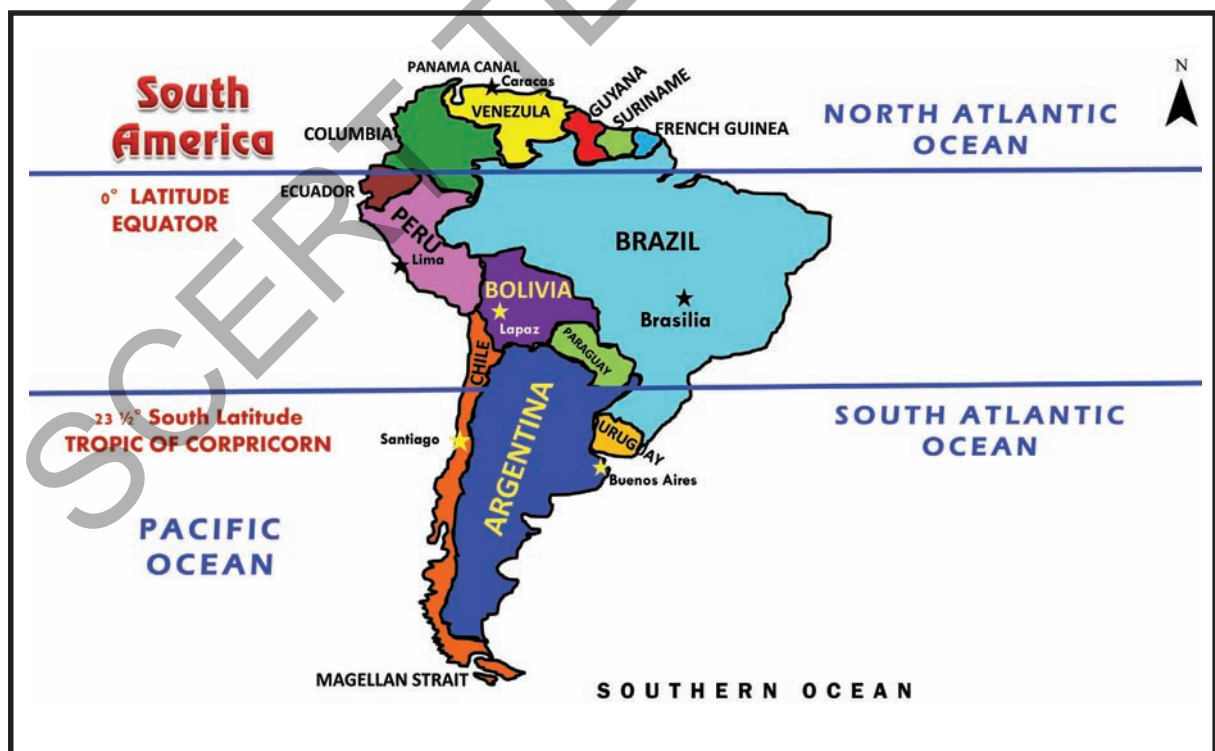 SCERT TE
South
America
PANAMA CANAL
Caracas
VENEZULA
GUYANA
SURINAME
FRENCH GUINEA
COLUMBIA
N
NORTH ATLANTIC
OCEAN
ECUADOR
0° LATITUDE
EQUATOR
PERU
Lima
BRAZIL
BOLIVIA
Lapaz
Brasilia
PARAGUAY
CHILE
23 ½° South Latitude
TROPIC OF CORPRICORN
SOUTH ATLANTIC
OCEAN
Santiago
ARGENTINA
URUGUAY
Buenos Aires
PACIFIC
OCEAN
MAGELLAN STRAIT
SOUTHERN OCEAN